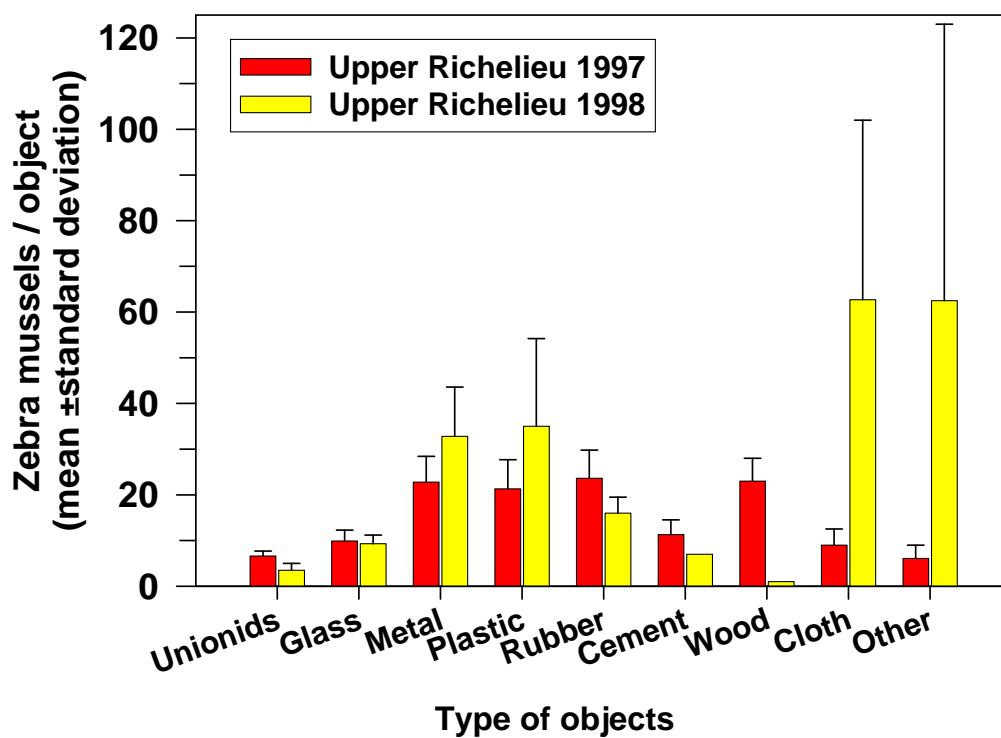 Zebra mussels / object
(mean ±standard deviation)
120
100
80
60
40
20
0
Upper Richelieu 1997
Upper Richelieu 1998
Unionids
Glass
Metal
Plastic
Rubber
Cement
Wood
Cloth
Other
Type of objects